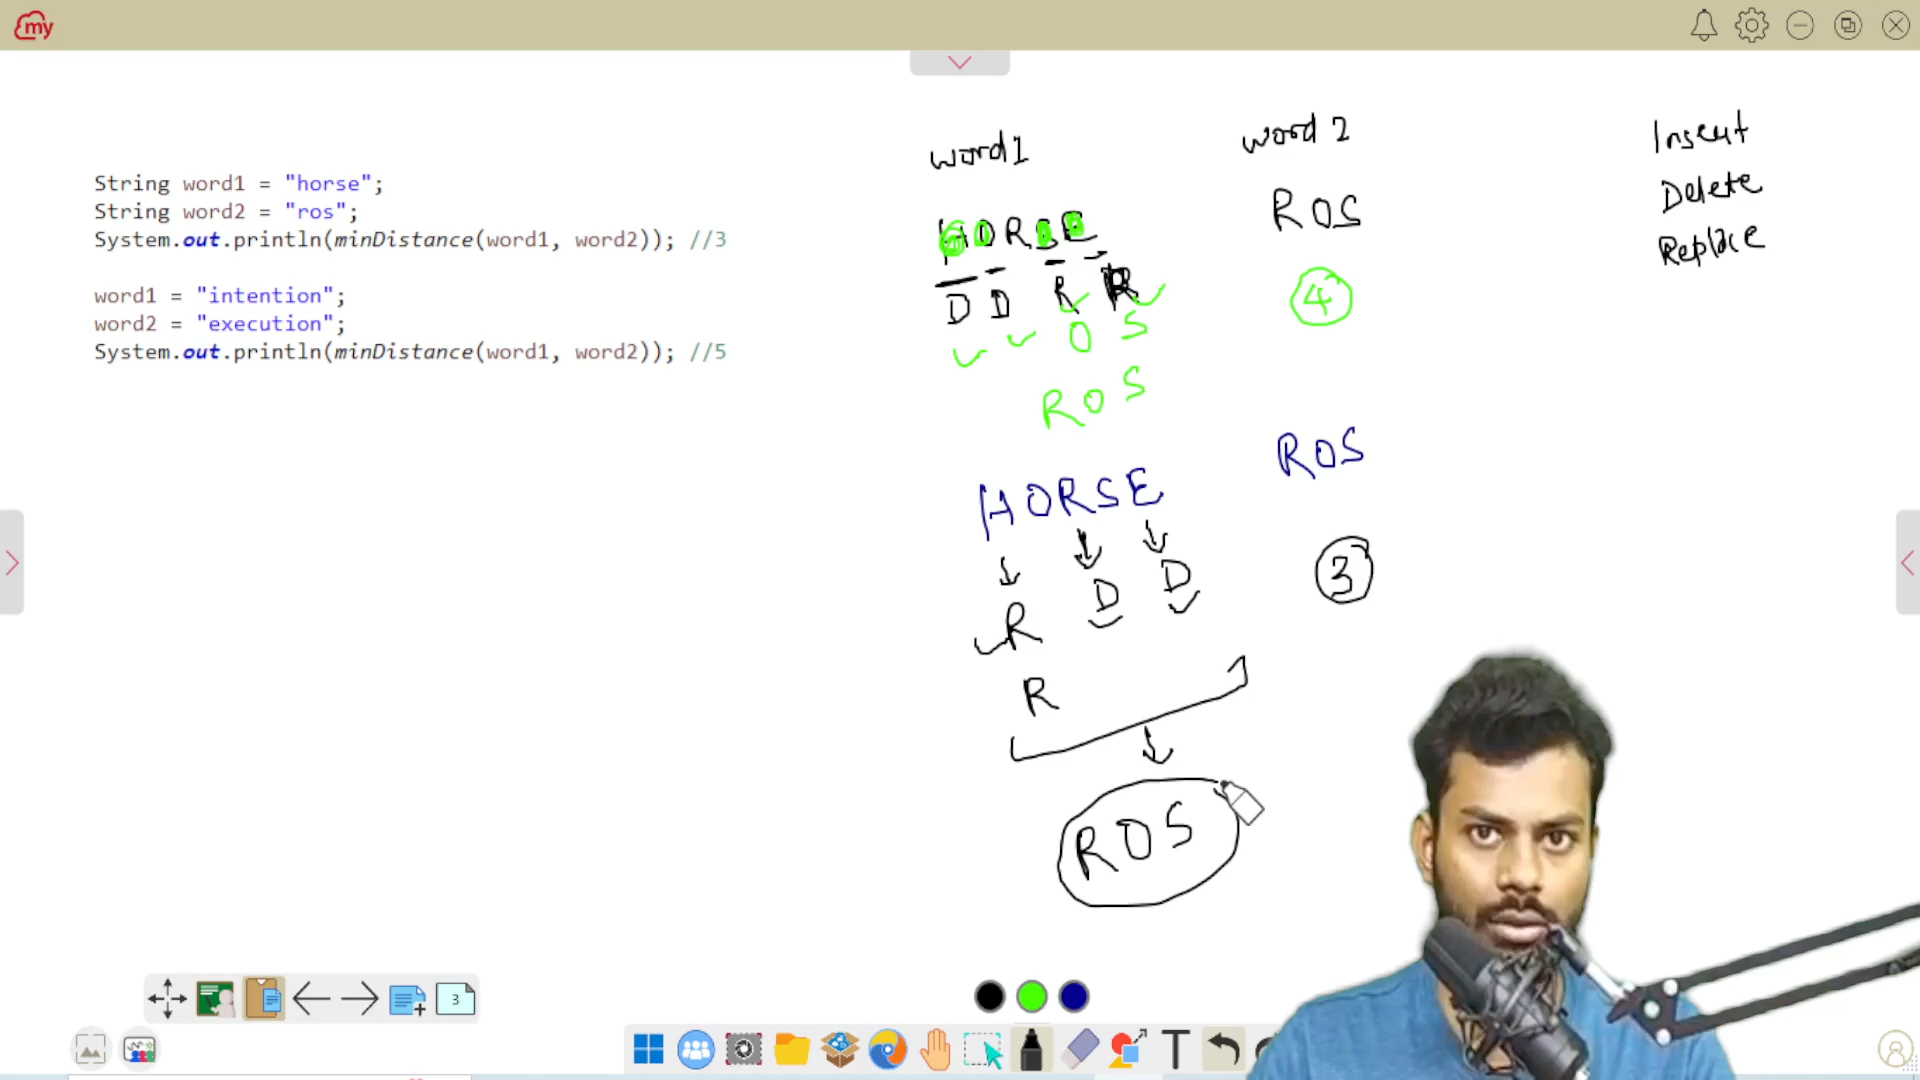 my
String word1 = "horse";
String word2 = "ros";
System.out.println(minDistance(word1, word2)); //3
word1 = "intention";
word2 = "execution";
System.out.println(minDistance(word1, word2)); //5
word1
word 2
Insert
Delete
Replace
HORSE
ROS
D D R R
4
O S
ROS
HORSE
ROS
D D
R
3
R
ROS
3
T